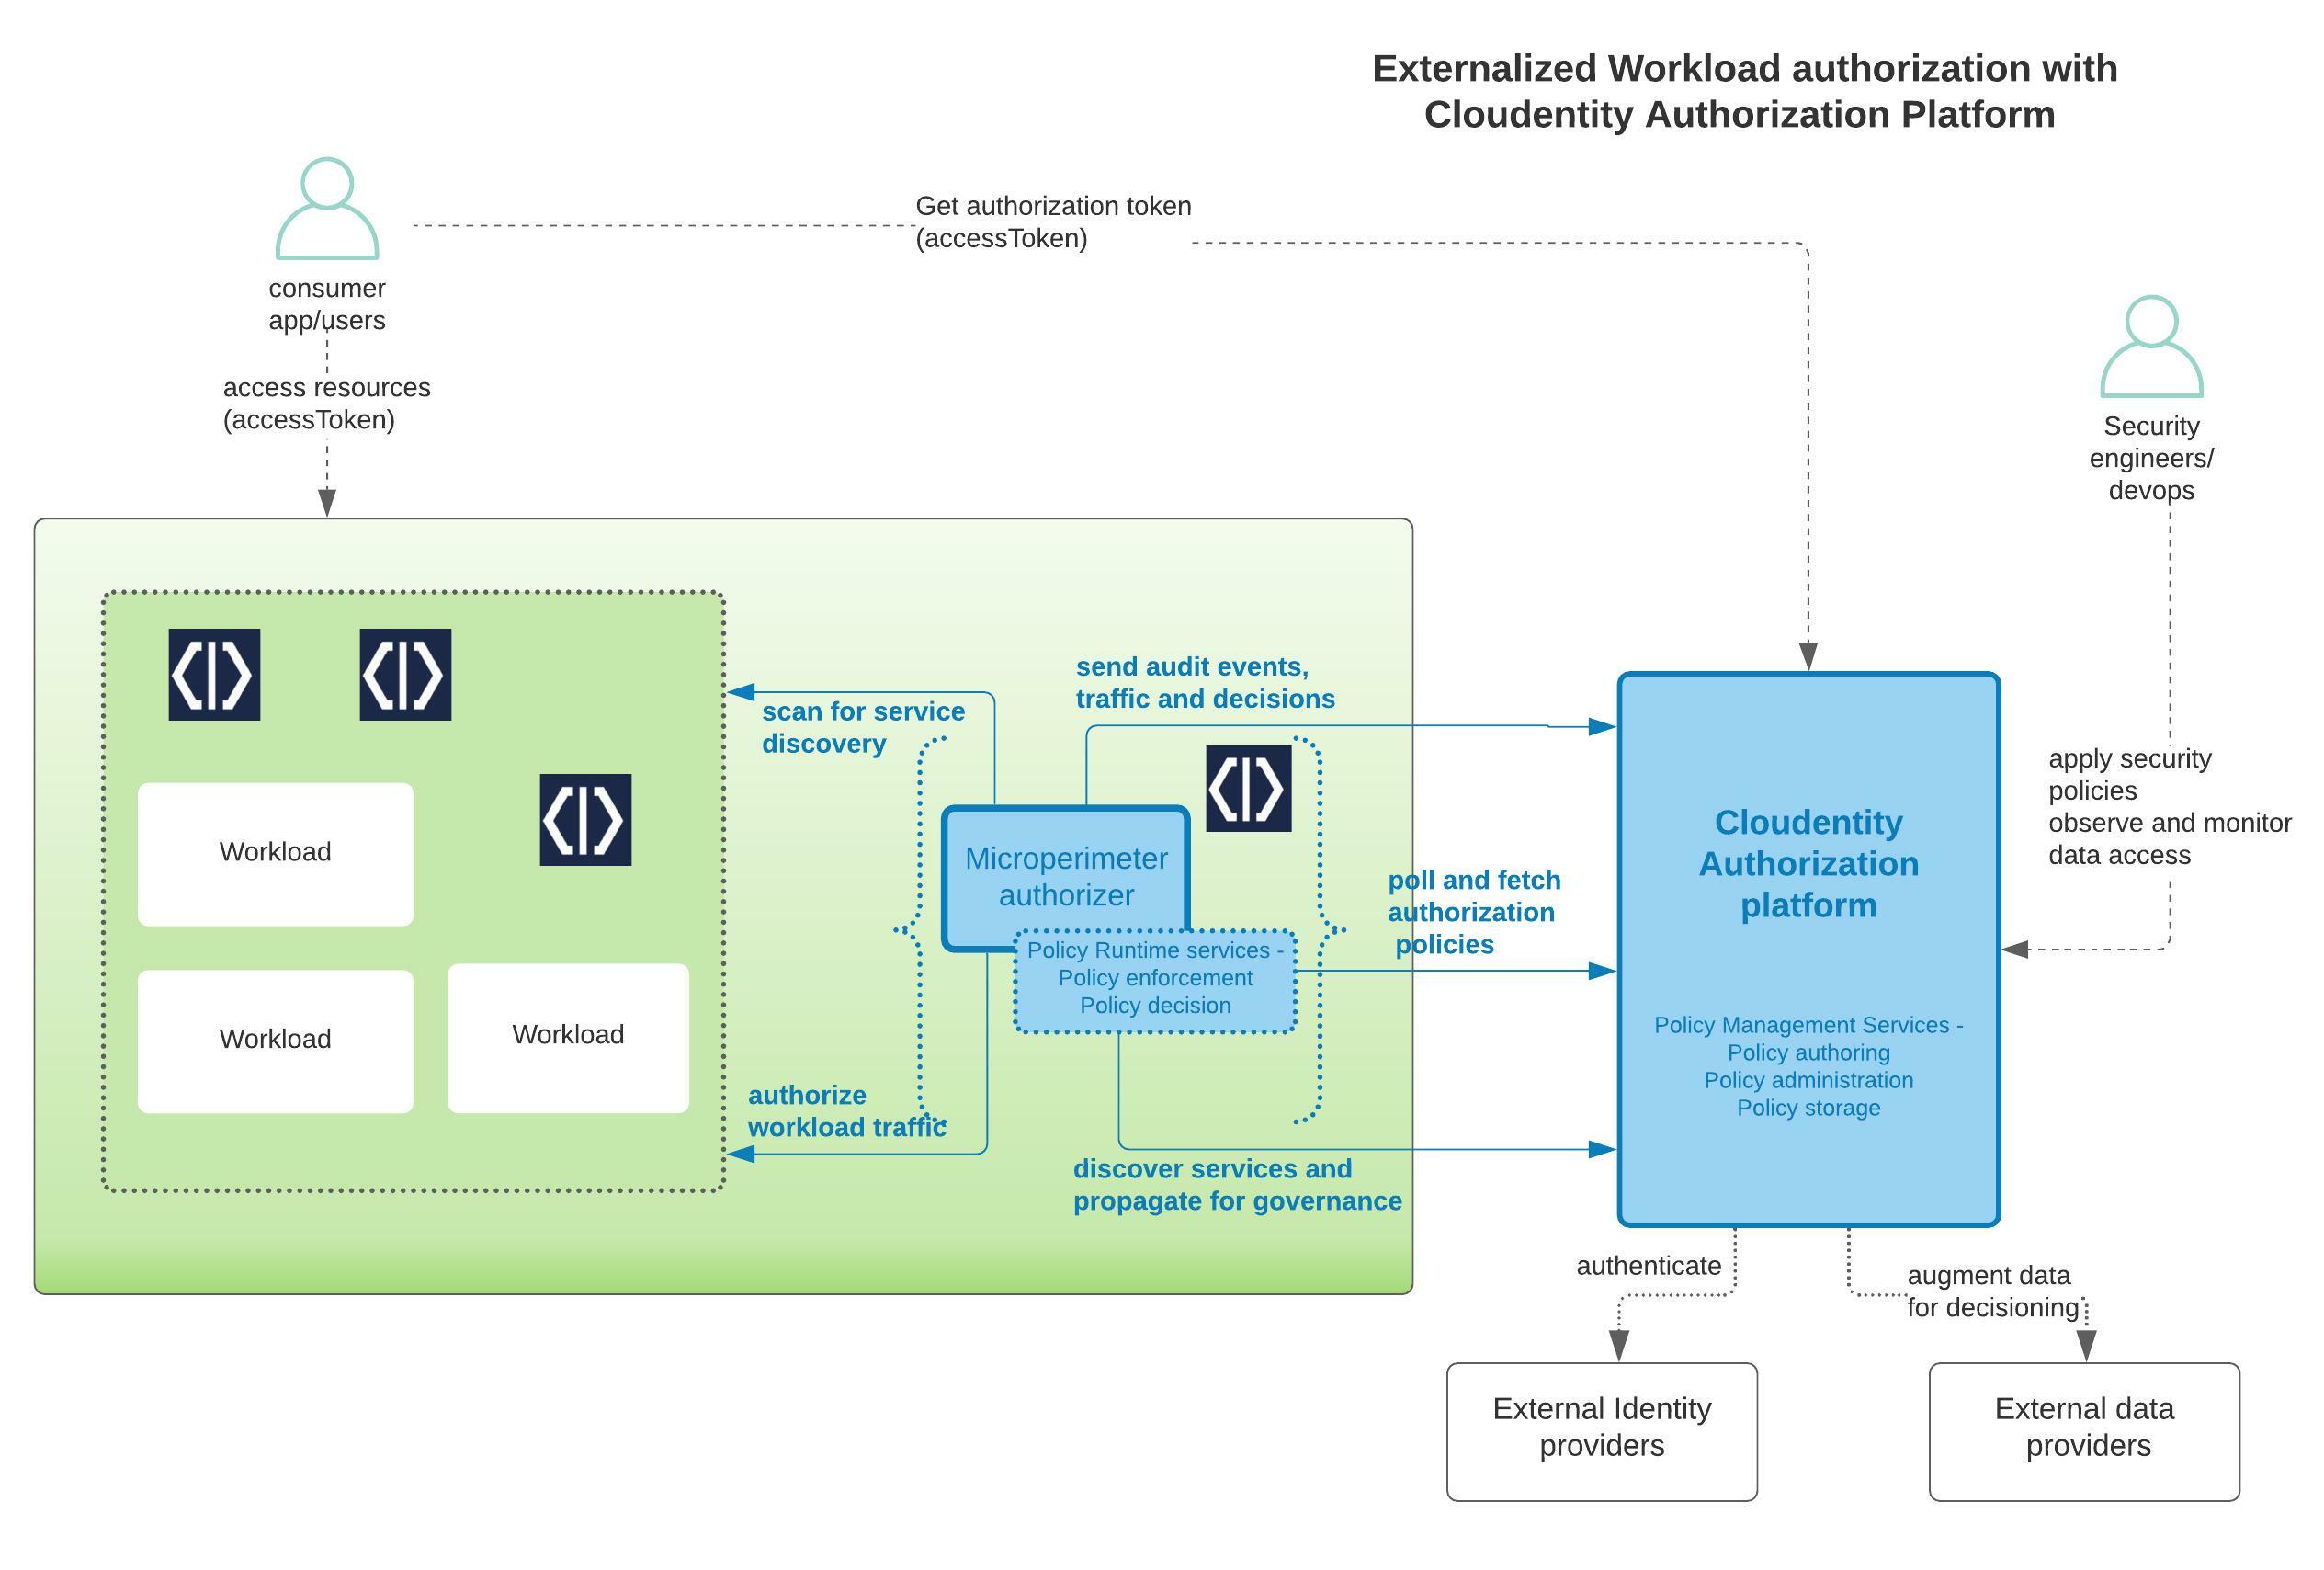 Externalized Workload authorization with
Cloudentity Authorization Platform
Get authorization token
(accessToken)
consumer
app/users
access resources
(accessToken)
Security
engineers/
devops
send audit events,
traffic and decisions
scan for service
discovery
apply security
policies
observe and monitor
data access
Workload
Microperimeter
authorizer
Cloudentity
Authorization
platform
poll and fetch
authorization
policies
Policy Runtime services -
Policy enforcement
Policy decision
Workload
Workload
Policy Management Services -
Policy authoring
Policy administration
Policy storage
authorize
workload traffic
discover services and
propagate for governance
authenticate
augment data
for decisioning
External Identity
providers
External data
providers